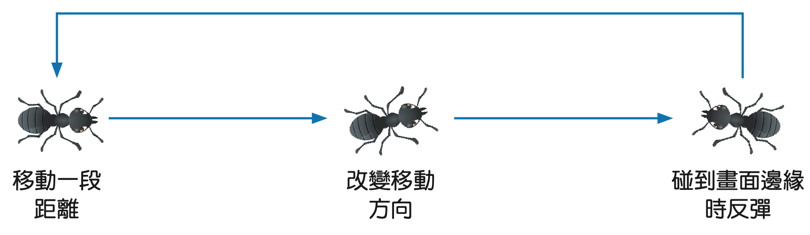 移動一段
距離
改變移動
方向
碰到畫面邊緣
時反彈